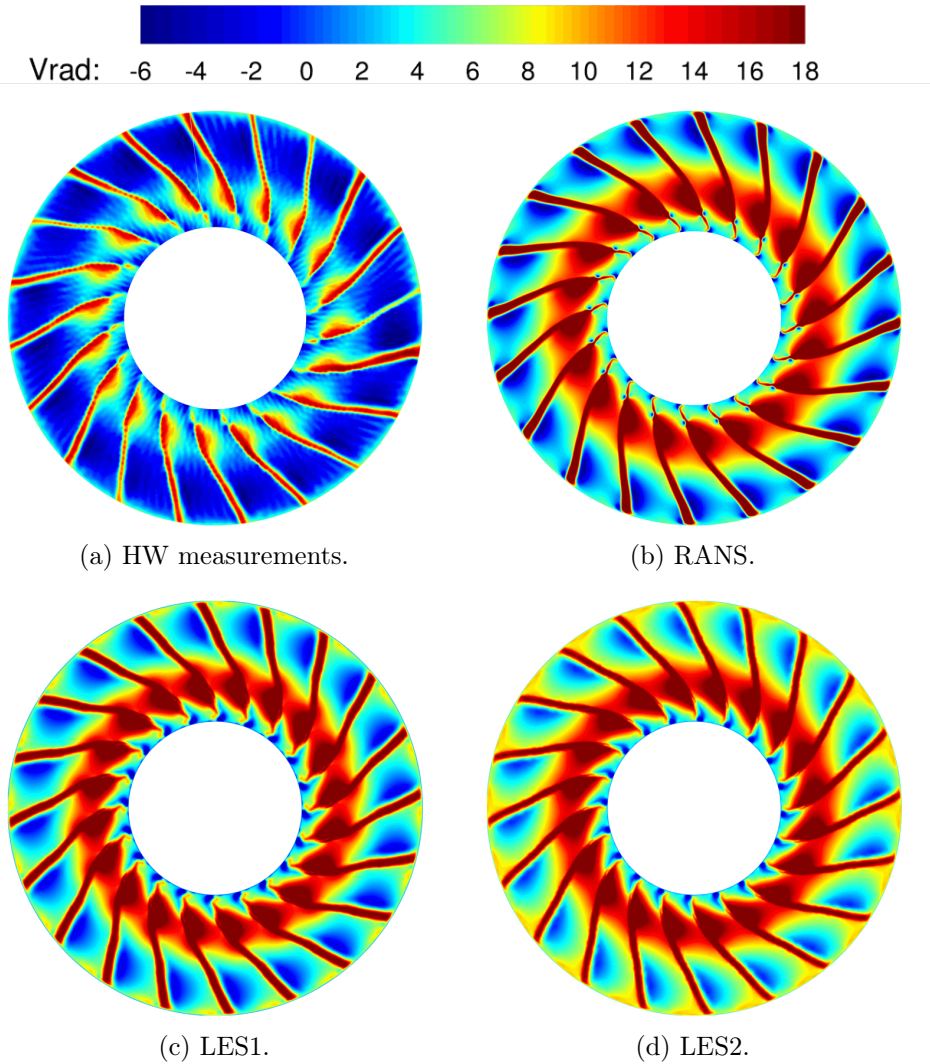 Vrad: -6 -4 -2 0 2 4 6 8 10 12 14 16 18
(a) HW measurements.
(b) RANS.
(c) LES1.
(d) LES2.